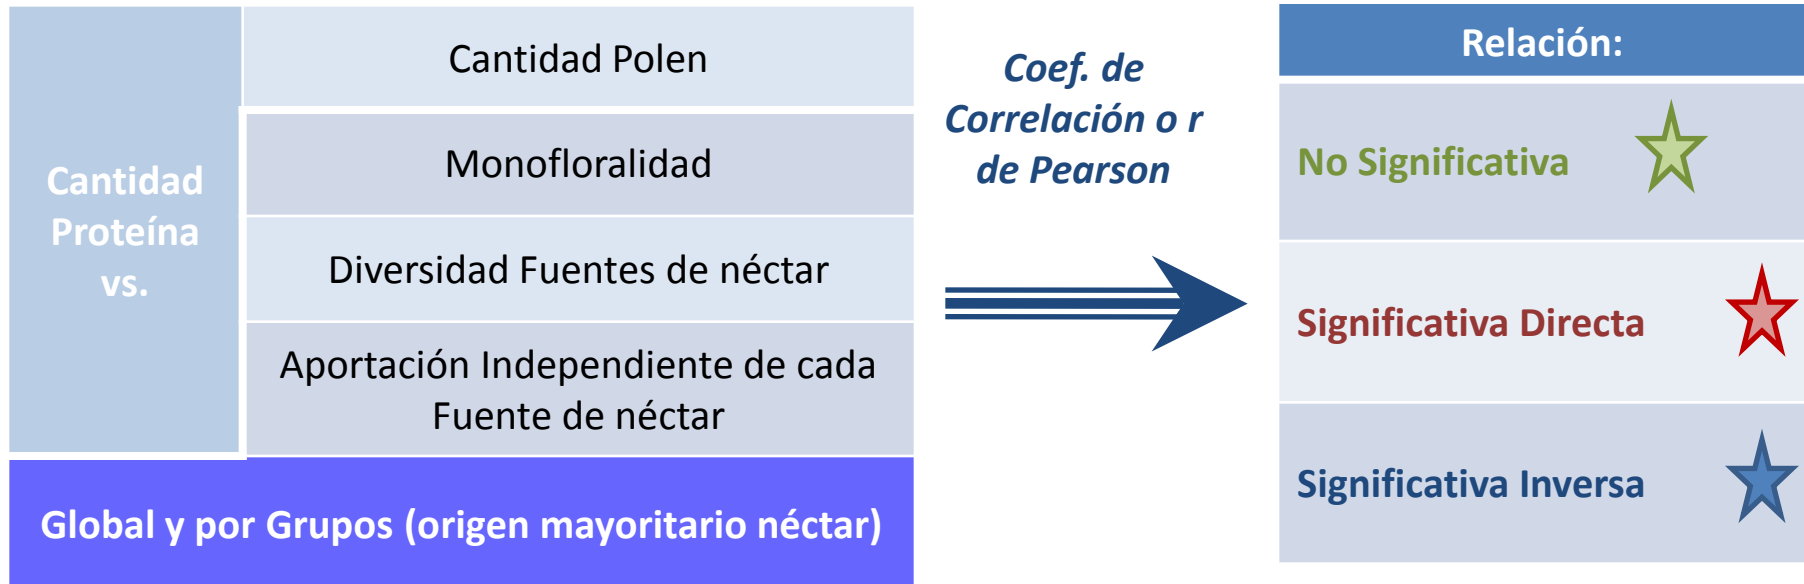 Cantidad
Proteína
vs.
Cantidad Polen
Monofloralidad
Diversidad Fuentes de néctar
Aportación Independiente de cada
Fuente de néctar
Global y por Grupos (origen mayoritario néctar)
Coef. de
Correlación o r
de Pearson
Relación:
No Significativa
Significativa Directa
Significativa Inversa